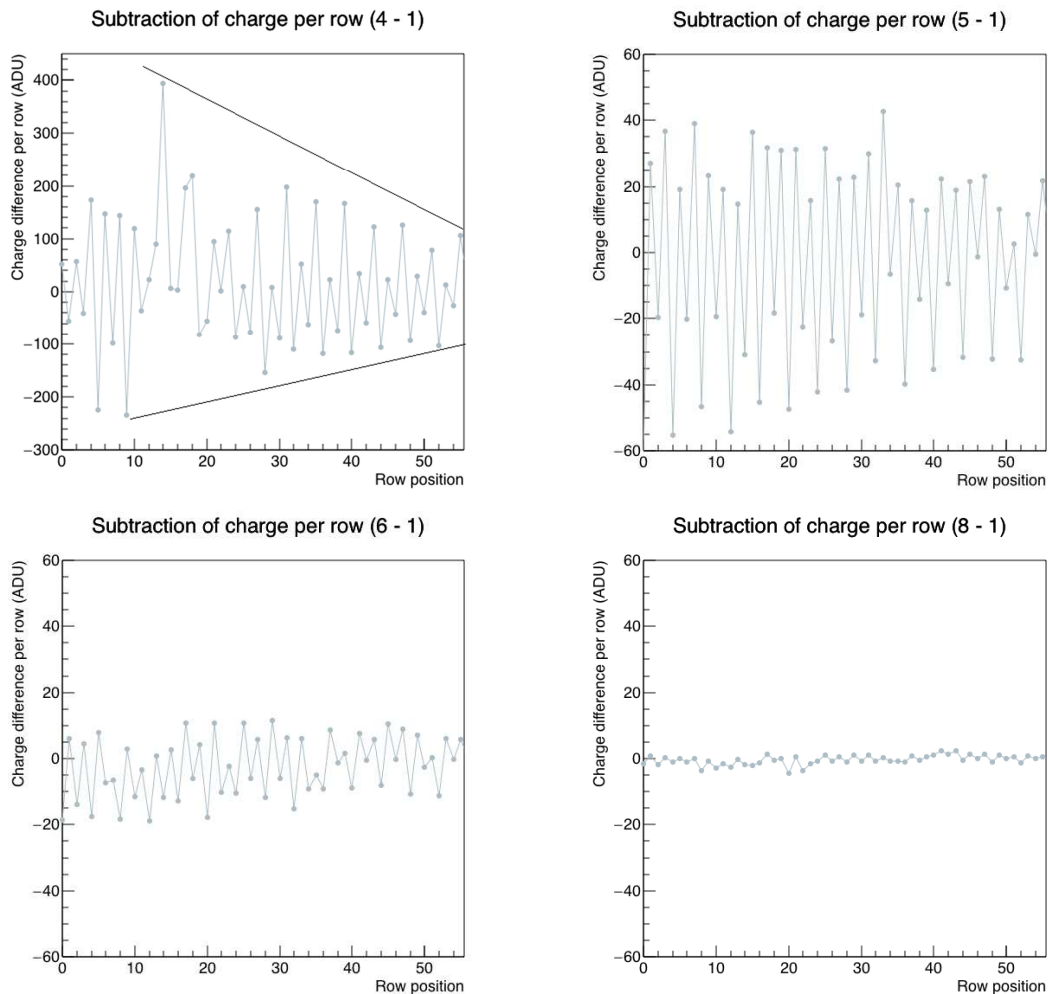 Subtraction of charge per row (4 - 1)
Charge difference per row (ADU)
400
300
200
100
0
−100
−200
−300
0 10 20 30 40 50
Row position
Subtraction of charge per row (5 - 1)
Charge difference per row (ADU)
60
40
20
0
−20
−40
−60
0 10 20 30 40 50
Row position
Subtraction of charge per row (6 - 1)
Charge difference per row (ADU)
60
40
20
0
−20
−40
−60
0 10 20 30 40 50
Row position
Subtraction of charge per row (8 - 1)
Charge difference per row (ADU)
60
40
20
0
−20
−40
−60
0 10 20 30 40 50
Row position